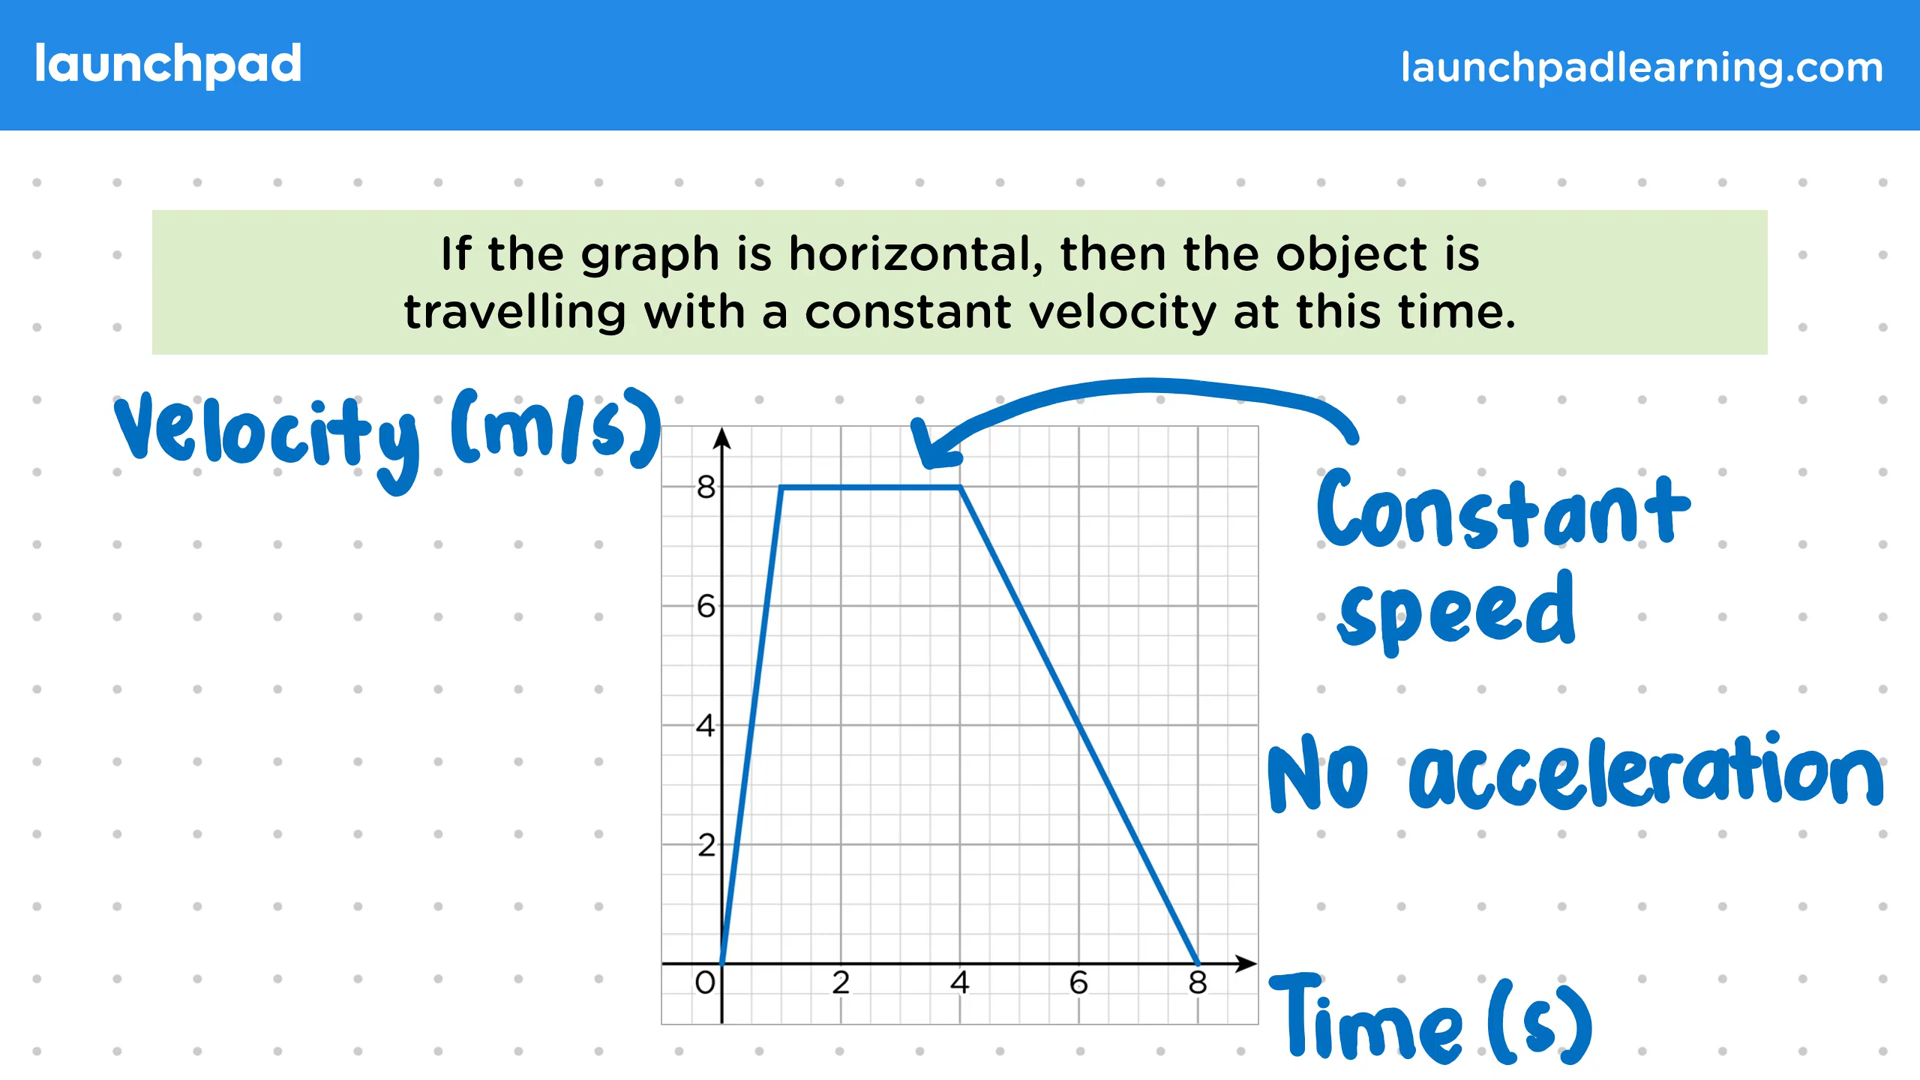 launchpad
launchpadlearning.com
If the graph is horizontal, then the object is
travelling with a constant velocity at this time.
Velocity (m/s)
8
6
4
2
0 2 4 6 8
Constant
speed
No acceleration
Time (s)